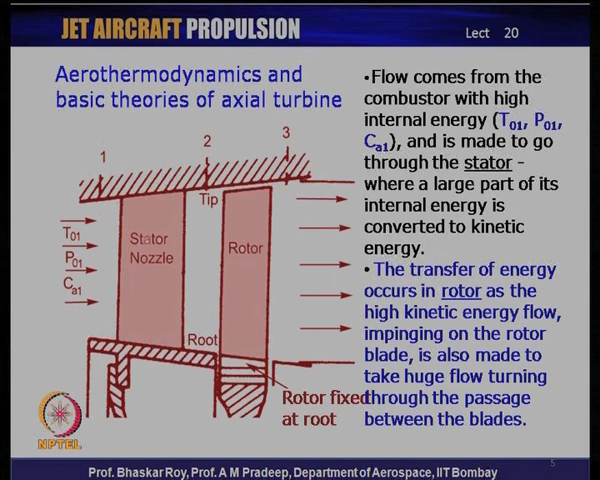 JET AIRCRAFT PROPULSION
Lect 20
Aerothermodynamics and
basic theories of axial turbine
1
2
3
Tip
T01
P01
Ca1
Stator
Nozzle
Rotor
Root
Rotor fixed
at root
•Flow comes from the
combustor with high
internal energy (T01, P01,
Ca1), and is made to go
through the stator -
where a large part of its
internal energy is
converted to kinetic
energy.
• The transfer of energy
occurs in rotor as the
high kinetic energy flow,
impinging on the rotor
blade, is also made to
take huge flow turning
through the passage
between the blades.
NPTEL
5
Prof. Bhaskar Roy, Prof. A M Pradeep, Department of Aerospace, IIT Bombay